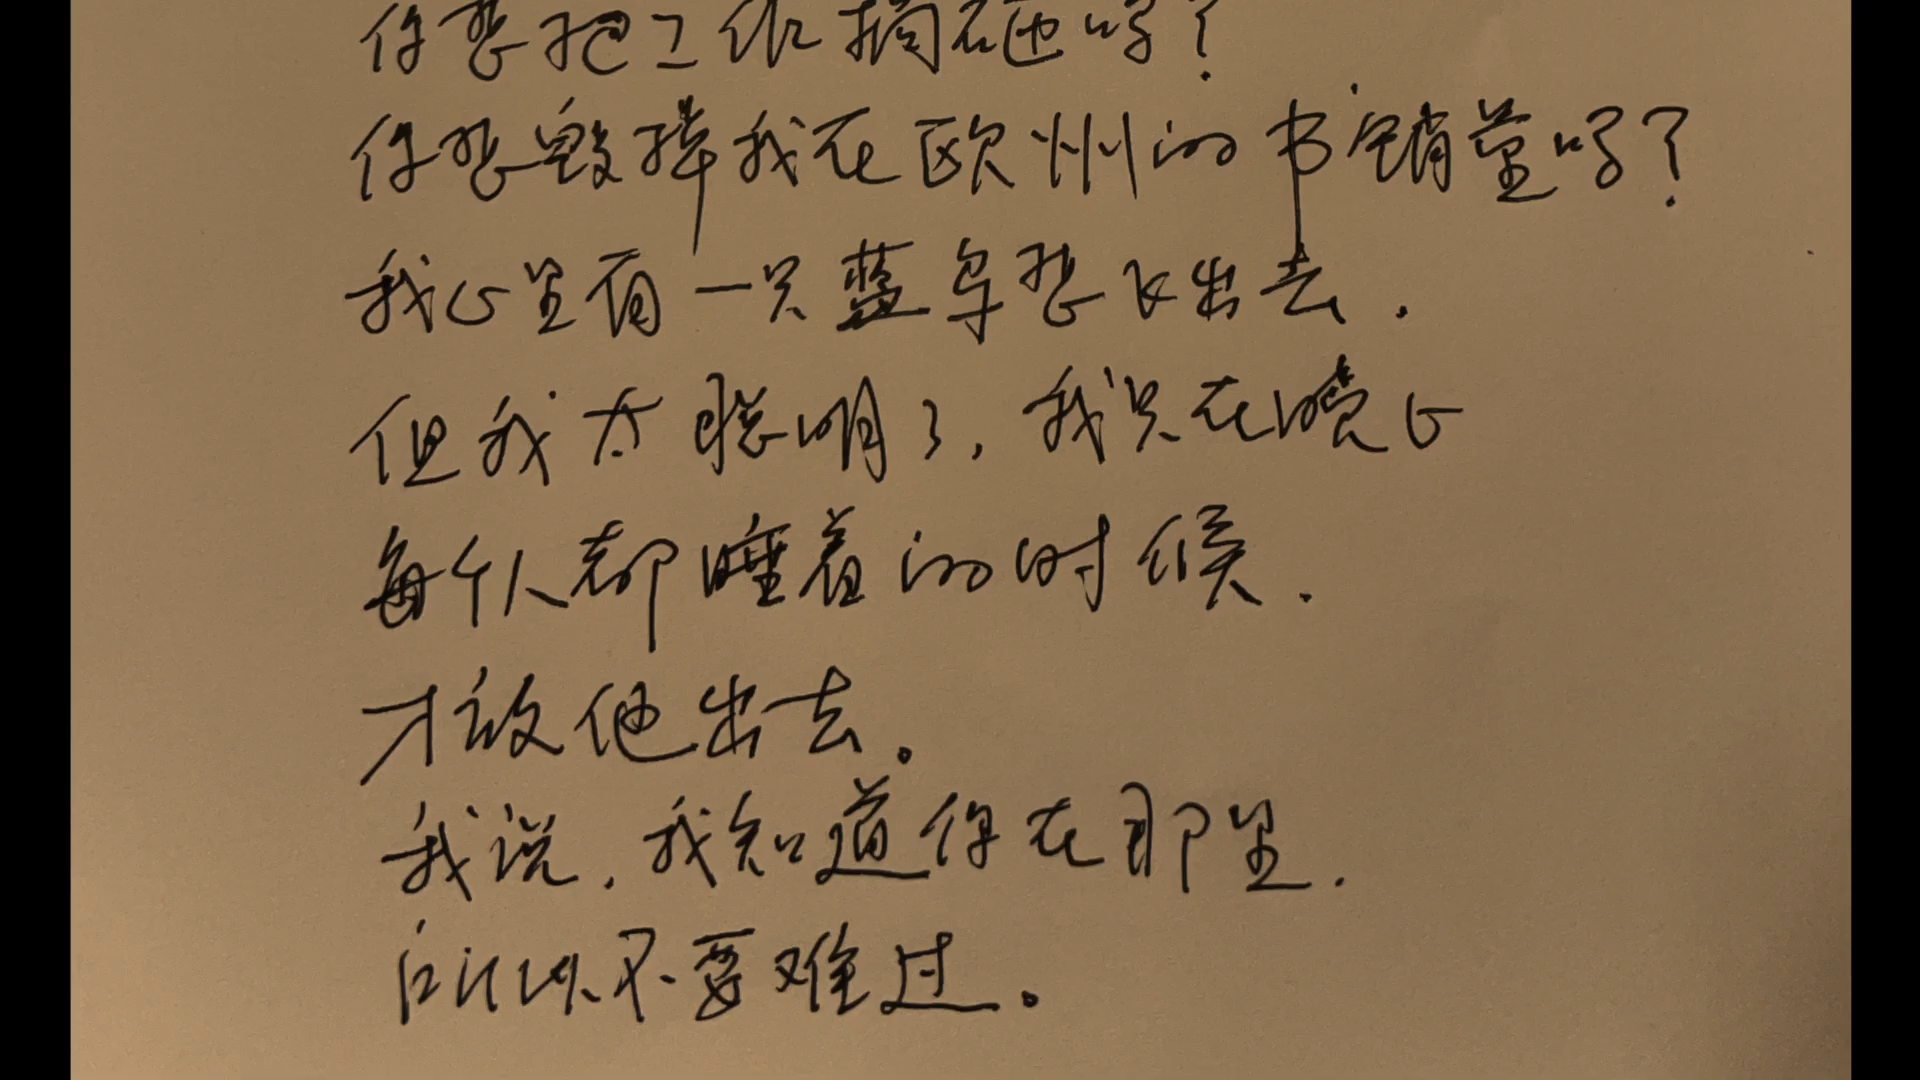 你想把工作搞砸吗？
你想毁掉我在欧州的书销量吗？
我心里有一只蓝鸟想飞出去.
但我太聪明了,我只在晚上
每个人都睡着的时候.
才放他出去。
我说.我知道你在那里.
所以不要难过。